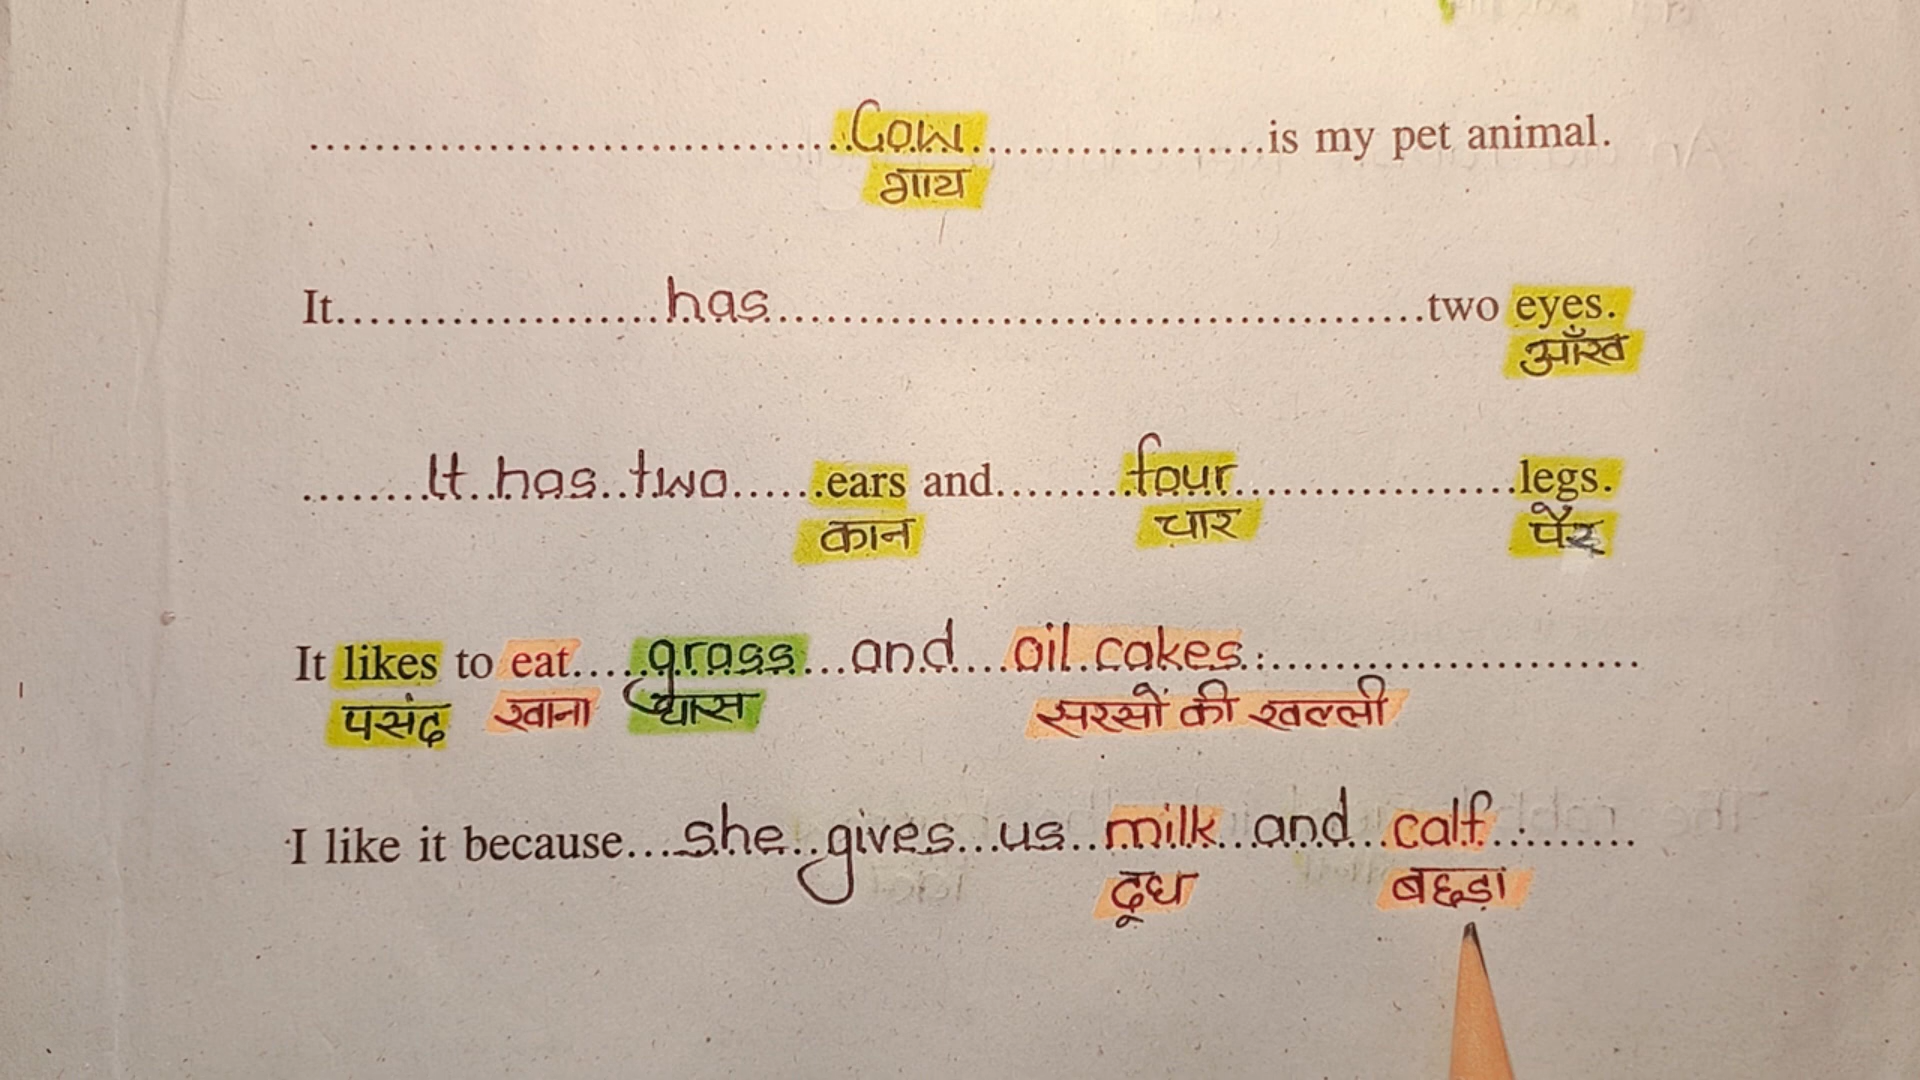 Cow is my pet animal.
गाय
It has two eyes.
आँख
It has two ears and four legs.
कान चार पैर
It likes to eat grass and oil cakes.
पसंद खाना घास सरसों की खल्ली
I like it because she gives us milk and calf.
दूध बछड़ा